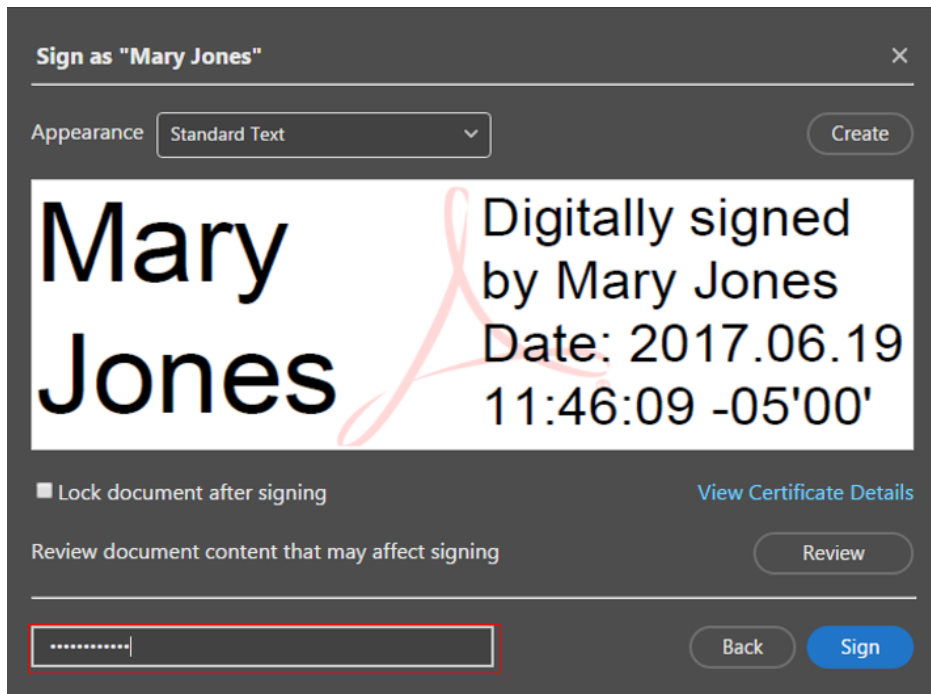 Sign as "Mary Jones"
Appearance Standard Text Create
Mary
Jones
Digitally signed
by Mary Jones
Date: 2017.06.19
11:46:09 -05'00'
Lock document after signing View Certificate Details
Review document content that may affect signing Review
•••••••••••• Back Sign